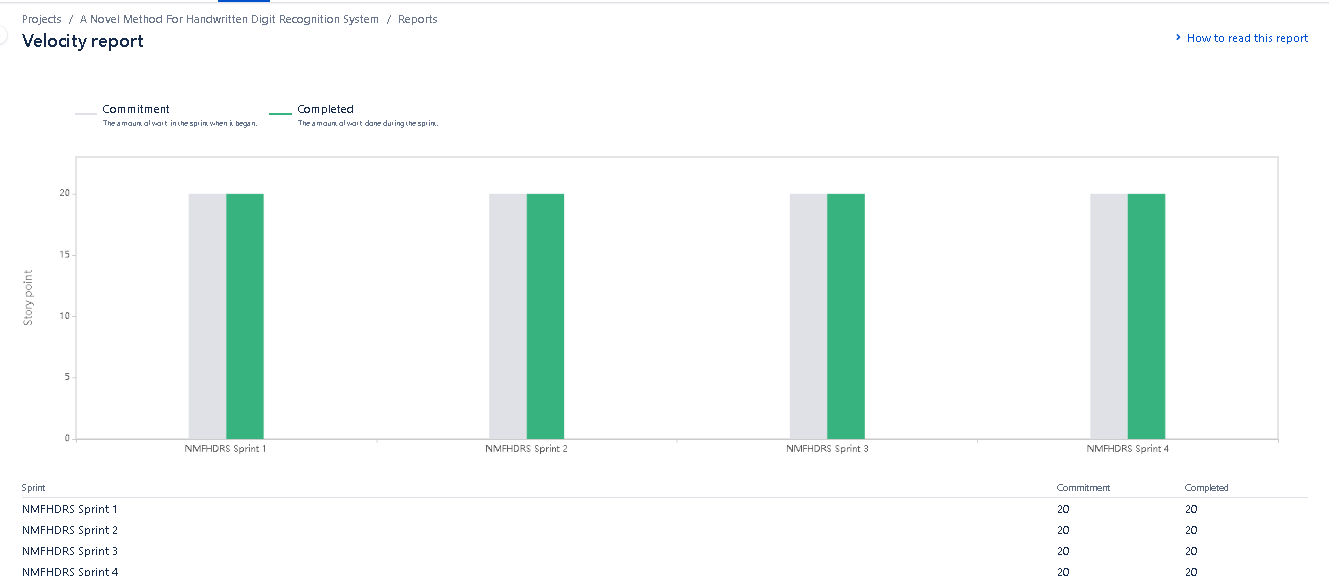 Projects / A Novel Method For Handwritten Digit Recognition System / Reports
Velocity report
How to read this report
Commitment
The amount of work in the sprint when it began.
Completed
The amount of work done during the sprint.
Story point
20
15
10
5
0
NMFHDRS Sprint 1
NMFHDRS Sprint 2
NMFHDRS Sprint 3
NMFHDRS Sprint 4
Sprint Commitment Completed
NMFHDRS Sprint 1 20 20
NMFHDRS Sprint 2 20 20
NMFHDRS Sprint 3 20 20
NMFHDRS Sprint 4 20 20